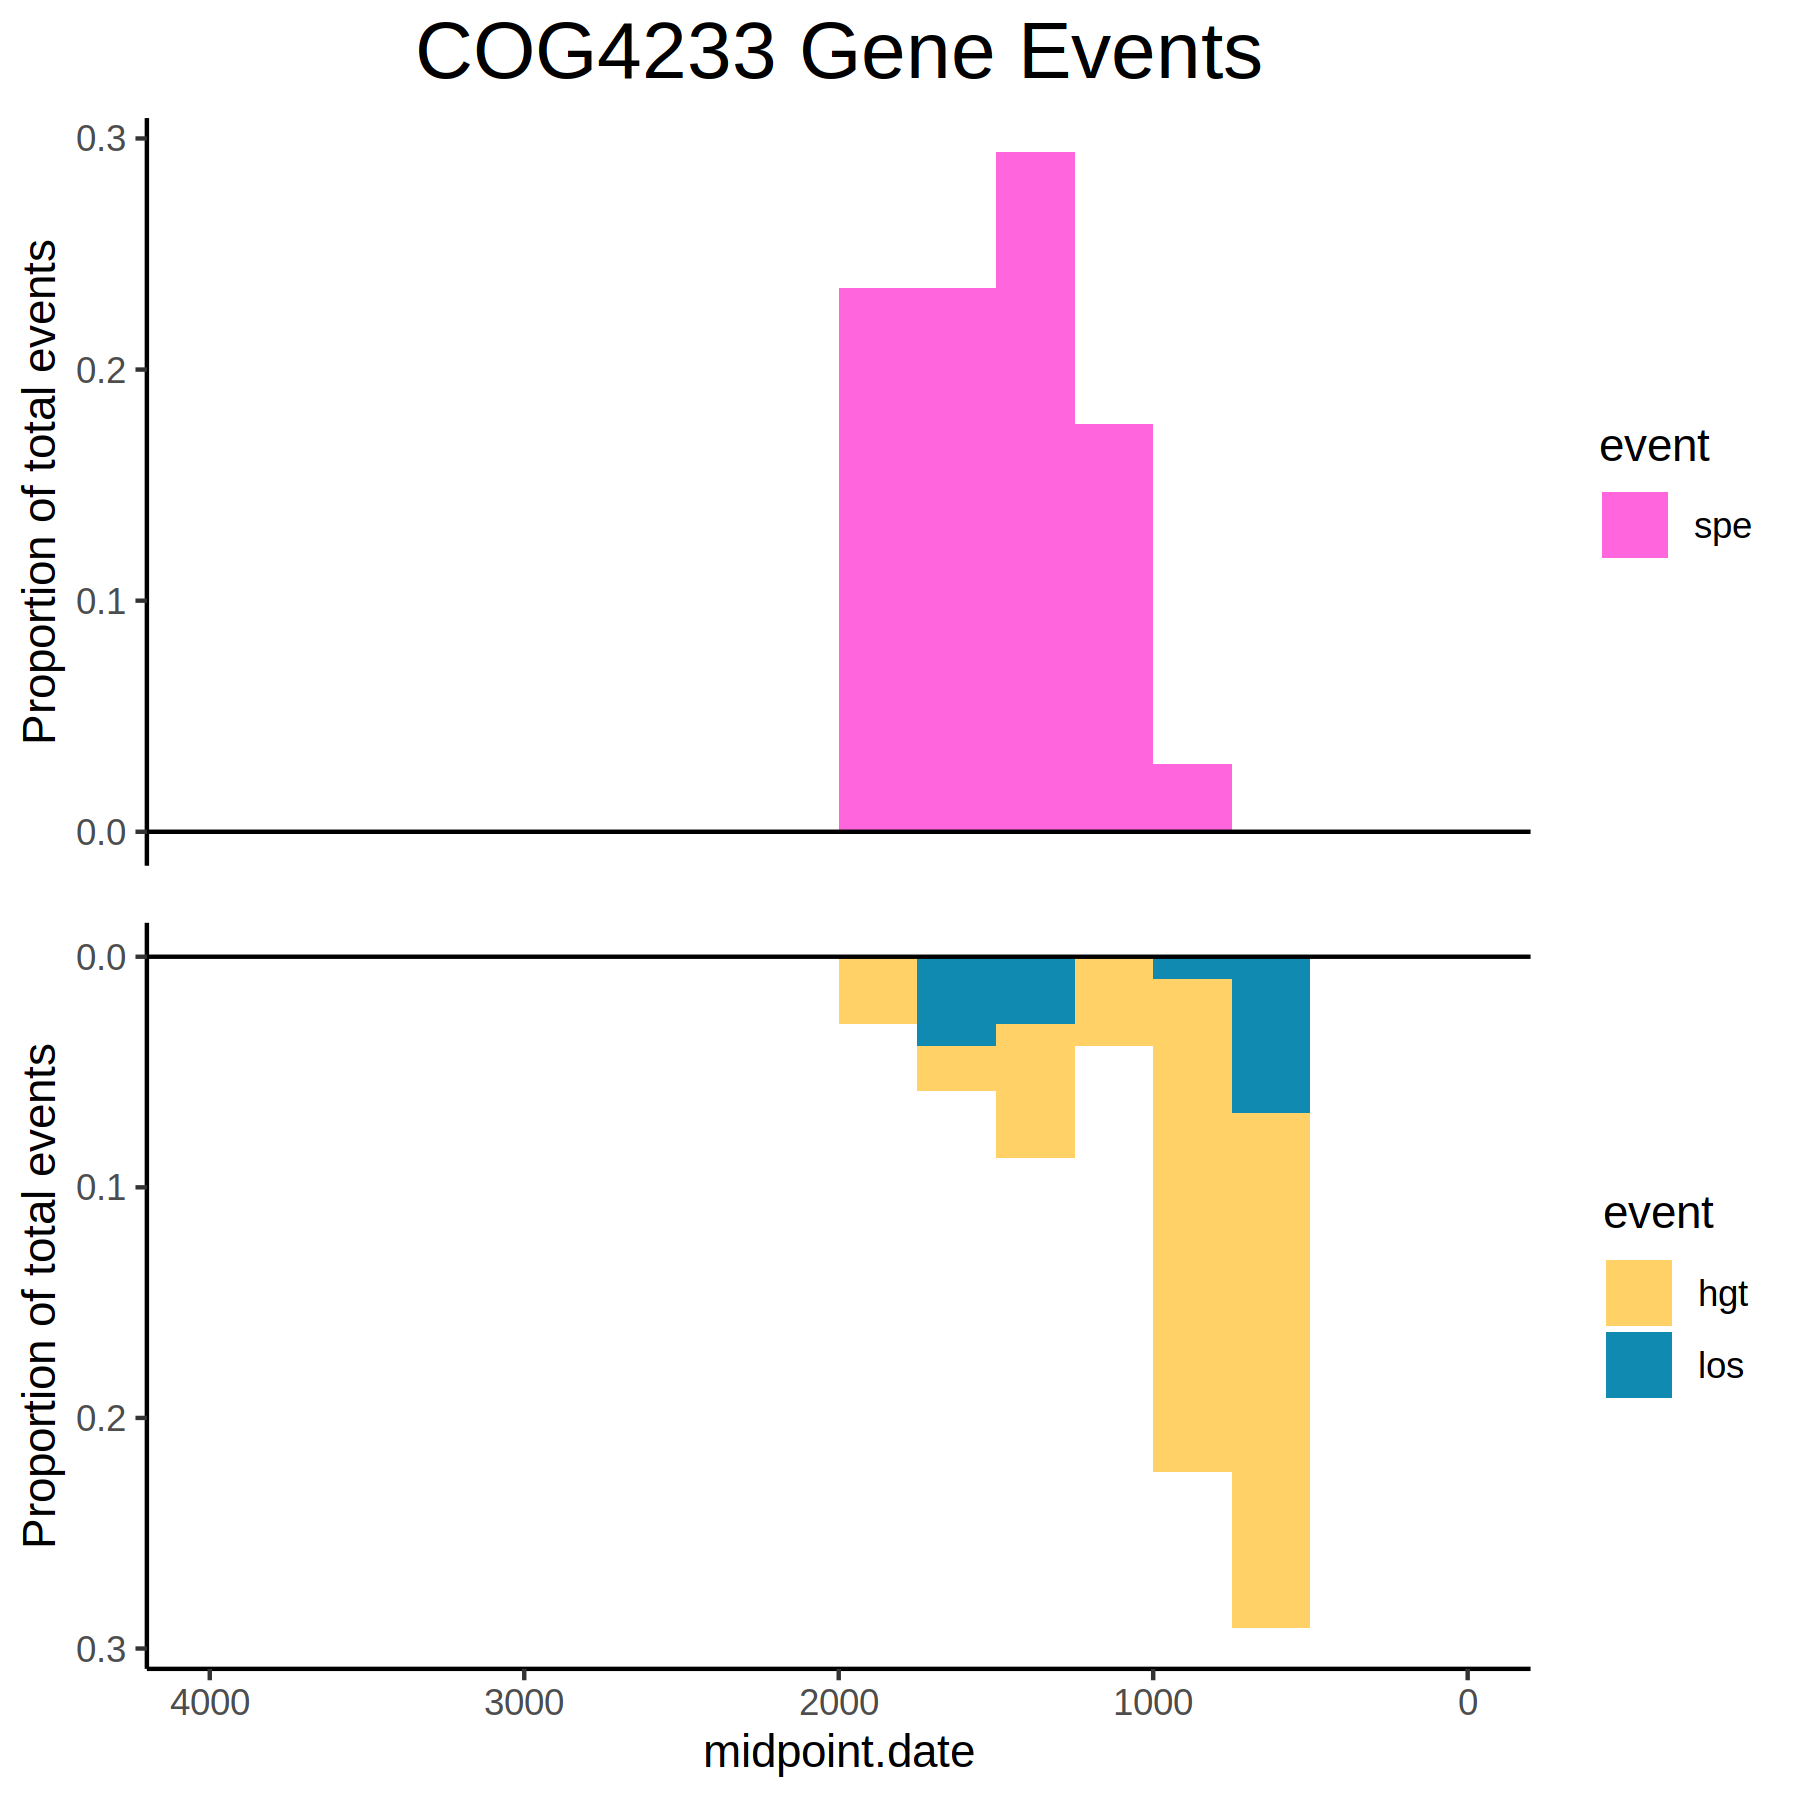 COG4233 Gene Events
Proportion of total events
0.3
0.2
0.1
0.0
event
spe
Proportion of total events
0.0
0.1
0.2
0.3
event
hgt
los
4000 3000 2000 1000 0
midpoint.date